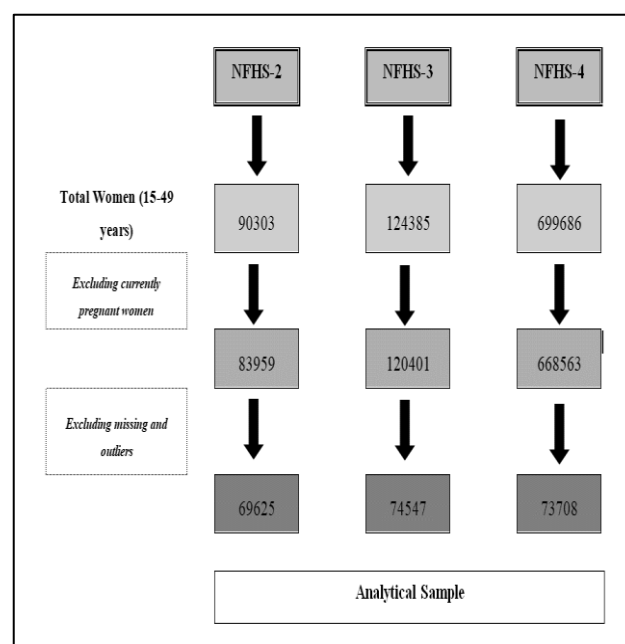 NFHS-2 NFHS-3 NFHS-4
Total Women (15-49
years)
90303 124385 699686
Excluding currently
pregnant women
83959 120401 668563
Excluding missing and
outliers
69625 74547 73708
Analytical Sample